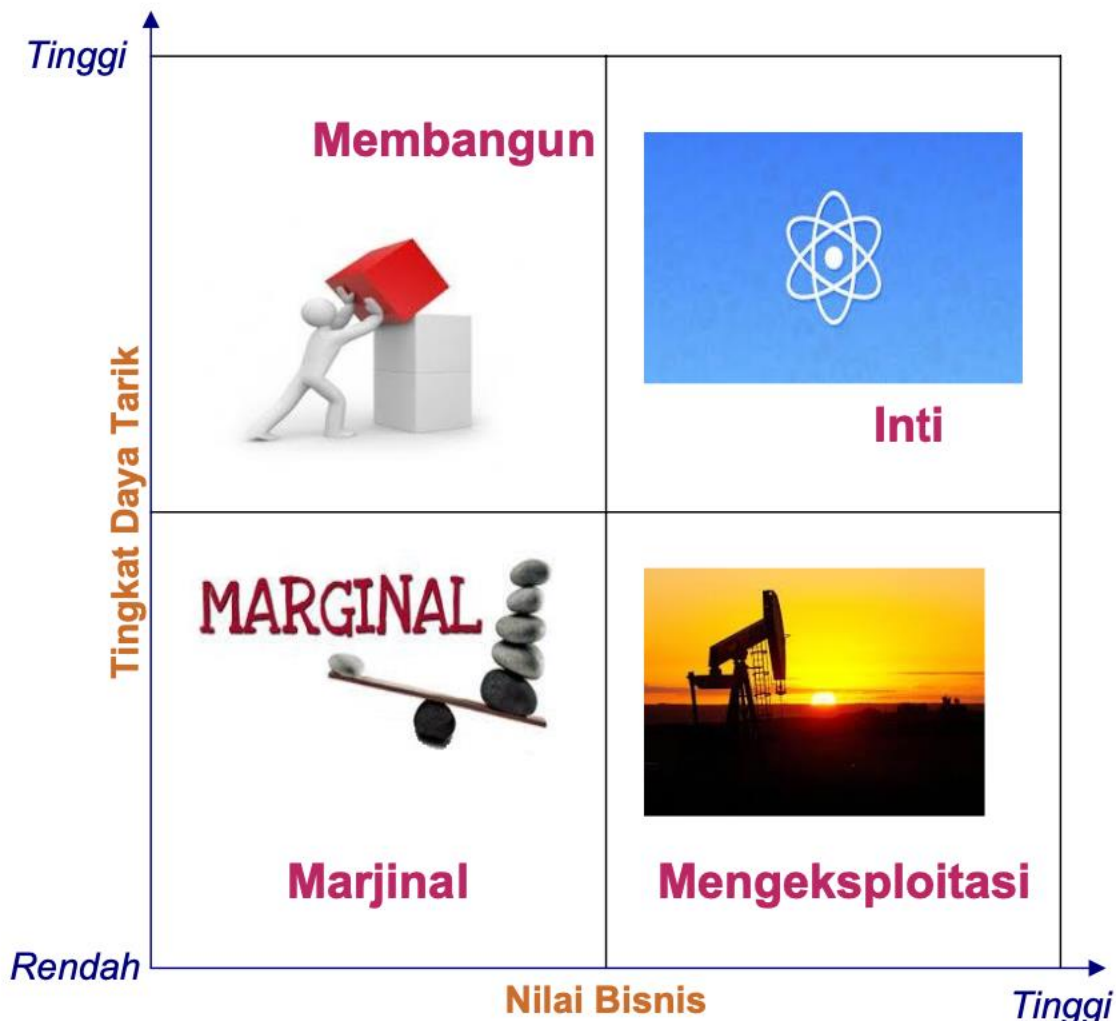 Tinggi
Membangun
Inti
Tingkat Daya Tarik
MARGINAL
Marjinal
Mengeksploitasi
Rendah
Nilai Bisnis
Tinggi